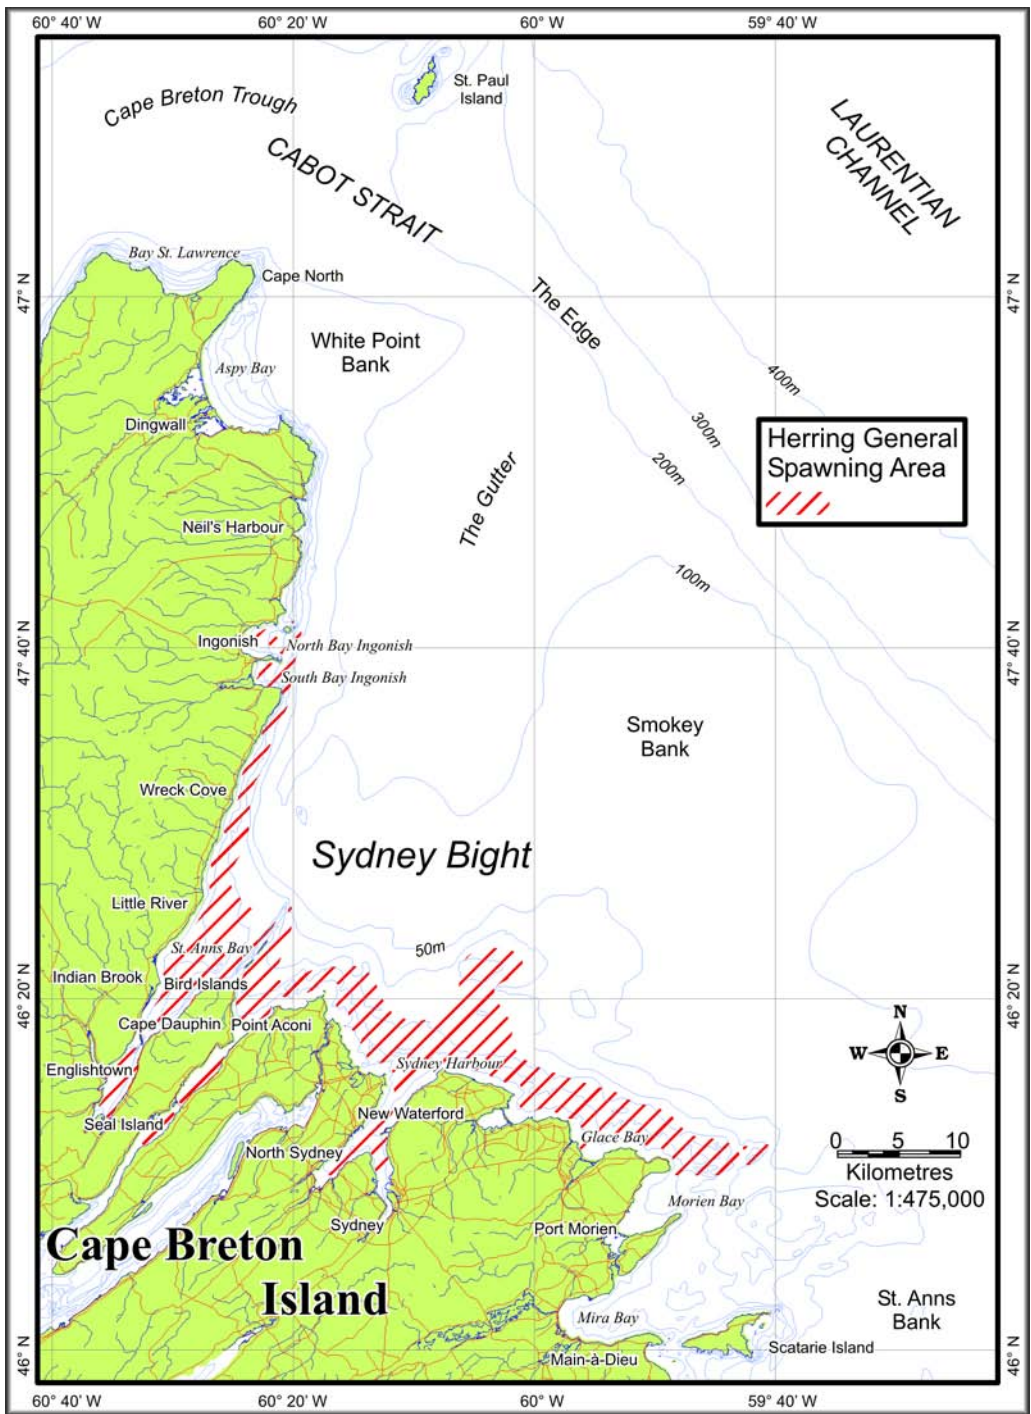 60° 40' W
60° 20' W
60° W
59° 40' W
St. Paul
Island
Cape Breton Trough
CABOT STRAIT
LAURENTIAN
CHANNEL
Bay St. Lawrence
Cape North
47° N
47° N
The Edge
White Point
Bank
Aspy Bay
400m
Dingwall
300m
Herring General
Spawning Area
200m
The Gutter
Neil's Harbour
100m
Ingonish
North Bay Ingonish
47° 40' N
47° 40' N
South Bay Ingonish
Smokey
Bank
Wreck Cove
Sydney Bight
Little River
St. Anns Bay
50m
Indian Brook
Bird Islands
46° 20' N
46° 20' N
Cape Dauphin
Point Aconi
N
W
E
S
Englishtown
Sydney Harbour
Seal Island
New Waterford
Glace Bay
0 5 10
Kilometres
Scale: 1:475,000
North Sydney
Morien Bay
Sydney
Port Morien
Cape Breton
Island
Mira Bay
St. Anns
Bank
Scatarie Island
Main-à-Dieu
46° N
46° N
60° 40' W
60° 20' W
60° W
59° 40' W